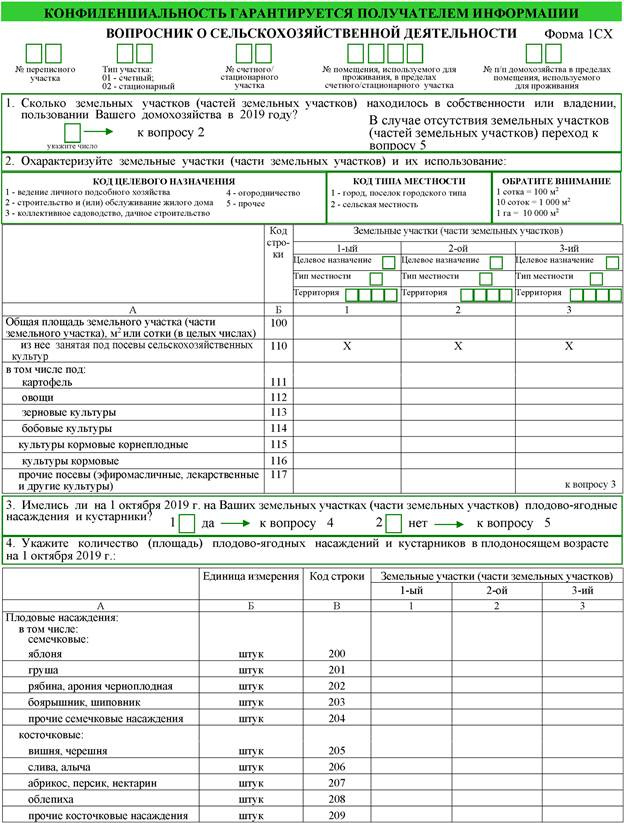 КОНФИДЕНЦИАЛЬНОСТЬ ГАРАНТИРУЕТСЯ ПОЛУЧАТЕЛЕМ ИНФОРМАЦИИ
ВОПРОСНИК О СЕЛЬСКОХОЗЯЙСТВЕННОЙ ДЕЯТЕЛЬНОСТИ Форма 1СХ
№ переписного участка
Тип участка:
01 - счетный;
02 - стационарный
№ счетного/
стационарного
участка
№ помещения, используемого для
проживания, в пределах
счетного/стационарного участка
№ п/п домохозяйства в пределах
помещения, используемого
для проживания
1. Сколько земельных участков (частей земельных участков) находилось в собственности или владении,
пользовании Вашего домохозяйства в 2019 году?
укажите число
к вопросу 2
В случае отсутствия земельных участков
(частей земельных участков) переход к
вопросу 5
2. Охарактеризуйте земельные участки (части земельных участков) и их использование:
КОД ЦЕЛЕВОГО НАЗНАЧЕНИЯ
1 - ведение личного подсобного хозяйства
2 - строительство и (или) обслуживание жилого дома
3 - коллективное садоводство, дачное строительство
4 - огородничество
5 - прочее
КОД ТИПА МЕСТНОСТИ
1 - город, поселок городского типа
2 - сельская местность
ОБРАТИТЕ ВНИМАНИЕ
1 сотка = 100 м²
10 соток = 1 000 м²
1 га = 10 000 м²
Код
стро-
ки
Земельные участки (части земельных участков)
1-ый 2-ой 3-ий
Целевое назначение Целевое назначение Целевое назначение
Тип местности Тип местности Тип местности
Территория Территория Территория
А Б 1 2 3
Общая площадь земельного участка (части
земельного участка), м² или сотки (в целых числах) 100
из нее занятая под посевы сельскохозяйственных
культур 110 X X X
в том числе под:
картофель 111
овощи 112
зерновые культуры 113
бобовые культуры 114
культуры кормовые корнеплодные 115
культуры кормовые 116
прочие посевы (эфиромасличные, лекарственные
и другие культуры) 117
к вопросу 3
3. Имелись ли на 1 октября 2019 г. на Ваших земельных участках (части земельных участков) плодово-ягодные
насаждения и кустарники? 1 да к вопросу 4 2 нет к вопросу 5
4. Укажите количество (площадь) плодово-ягодных насаждений и кустарников в плодоносящем возрасте
на 1 октября 2019 г.:
Единица измерения Код строки Земельные участки (части земельных участков)
1-ый 2-ой 3-ий
А Б В 1 2 3
Плодовые насаждения:
в том числе:
семечковые:
яблоня штук 200
груша штук 201
рябина, арония черноплодная штук 202
боярышник, шиповник штук 203
прочие семечковые насаждения штук 204
косточковые:
вишня, черешня штук 205
слива, алыча штук 206
абрикос, персик, нектарин штук 207
облепиха штук 208
прочие косточковые насаждения штук 209